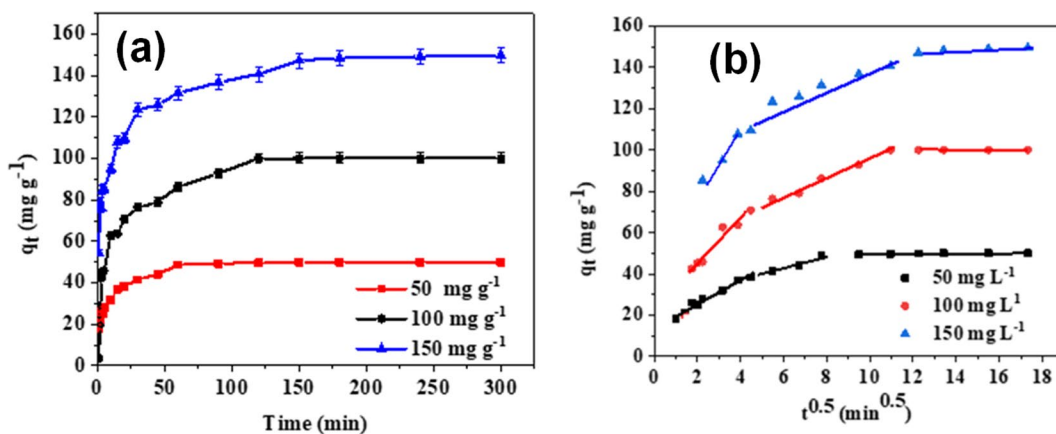 (a)
160
140
120
100
80
60
40
20
0
qt (mg g-1)
50 mg g-1
100 mg g-1
150 mg g-1
0 50 100 150 200 250 300
Time (min)
(b)
160
140
120
100
80
60
40
20
0
qt (mg g-1)
50 mg L-1
100 mg L1
150 mg L-1
0 2 4 6 8 10 12 14 16 18
t0.5 (min0.5)